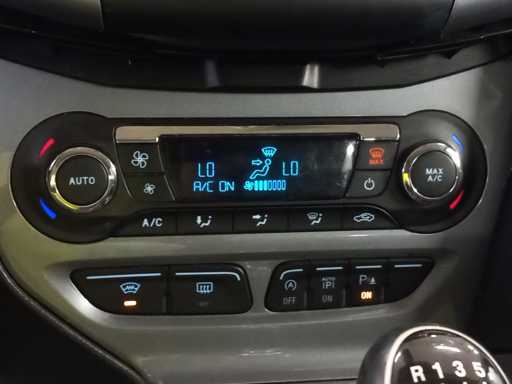 MAX
LO LO
AUTO
A/C ON
MAX
A/C
A/C
OFF
AUTO
P
ON
P
ON
R 1 3 5